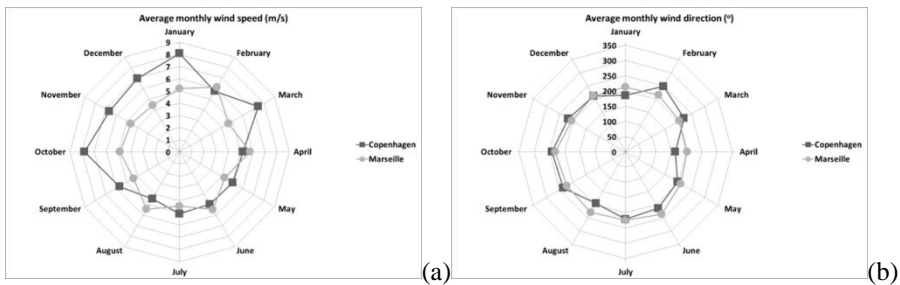 Average monthly wind speed (m/s)
January
February
March
April
May
June
July
August
September
October
November
December
9
8
7
6
5
4
3
2
1
0
Copenhagen
Marseille
(a)
Average monthly wind direction (º)
January
February
March
April
May
June
July
August
September
October
November
December
350
300
250
200
150
100
50
0
Copenhagen
Marseille
(b)